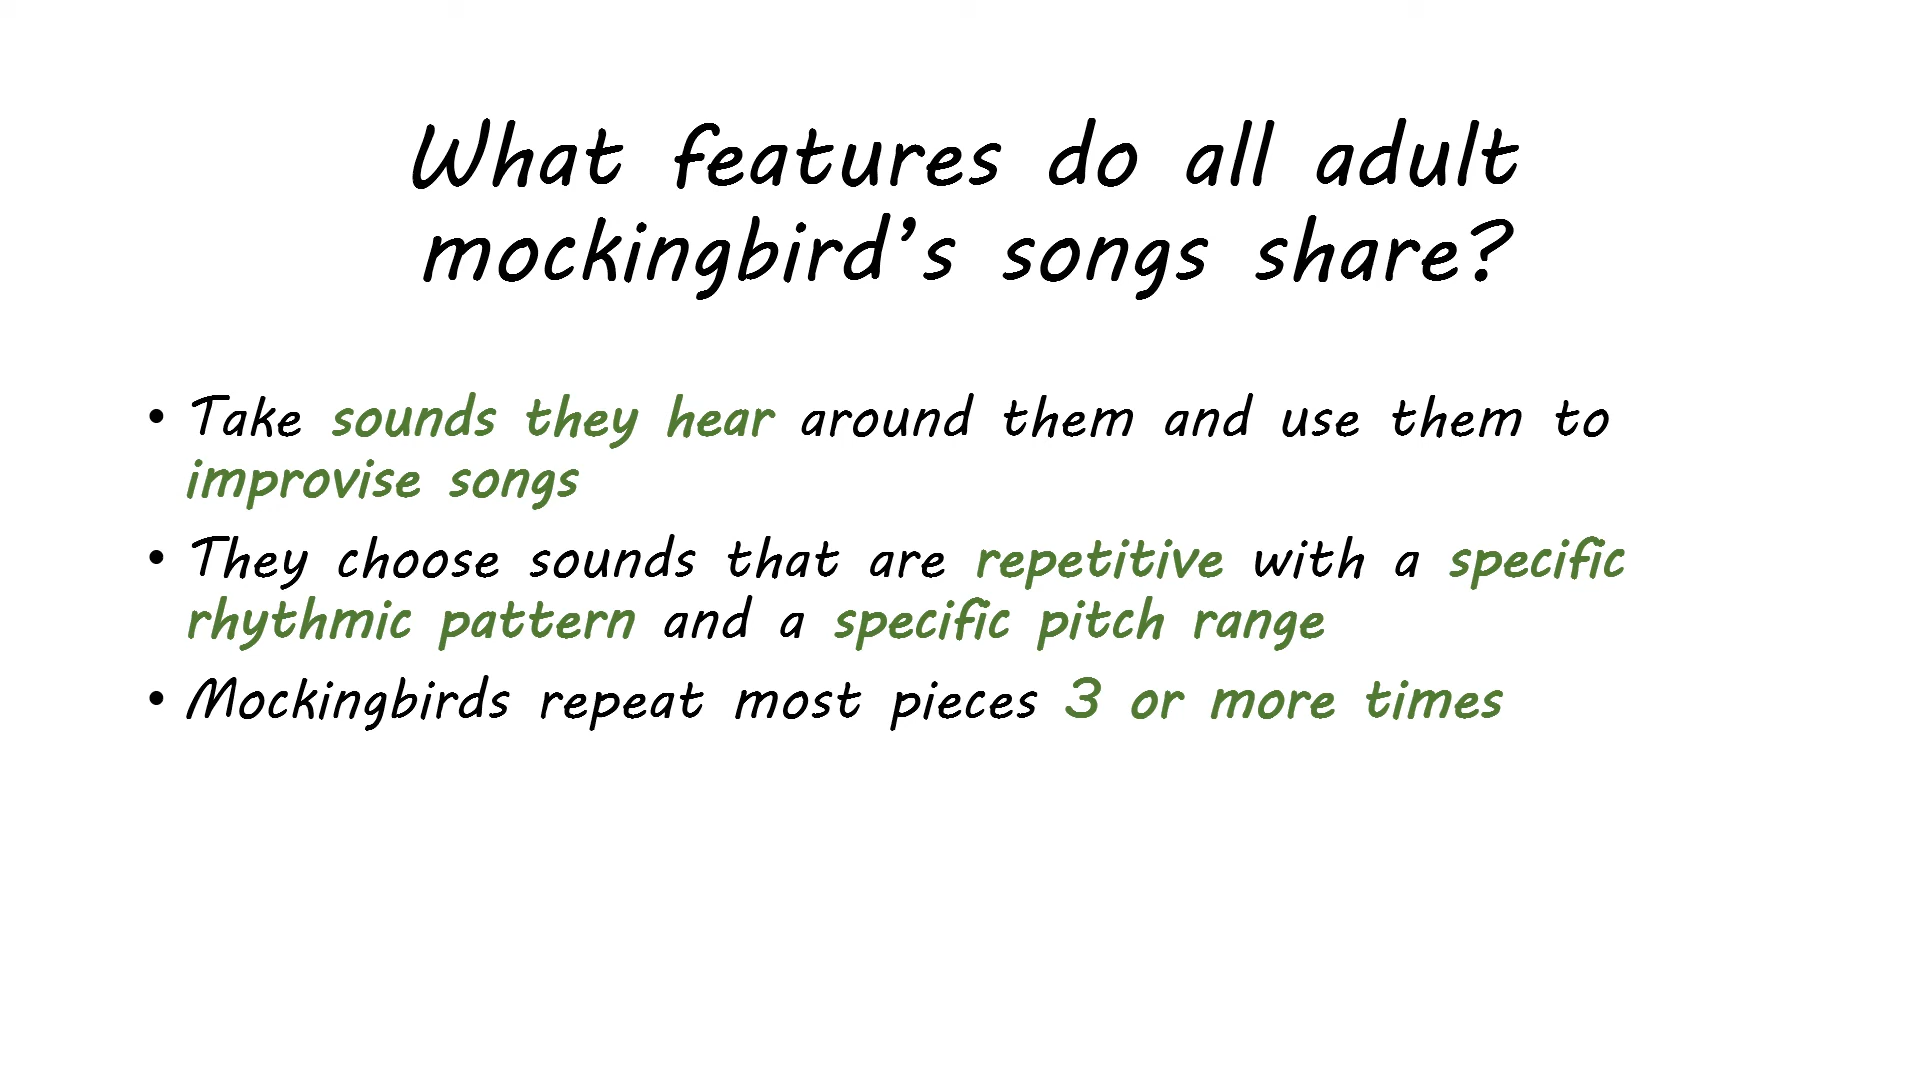 What features do all adult
mockingbird’s songs share?
• Take sounds they hear around them and use them to
improvise songs
• They choose sounds that are repetitive with a specific
rhythmic pattern and a specific pitch range
• Mockingbirds repeat most pieces 3 or more times